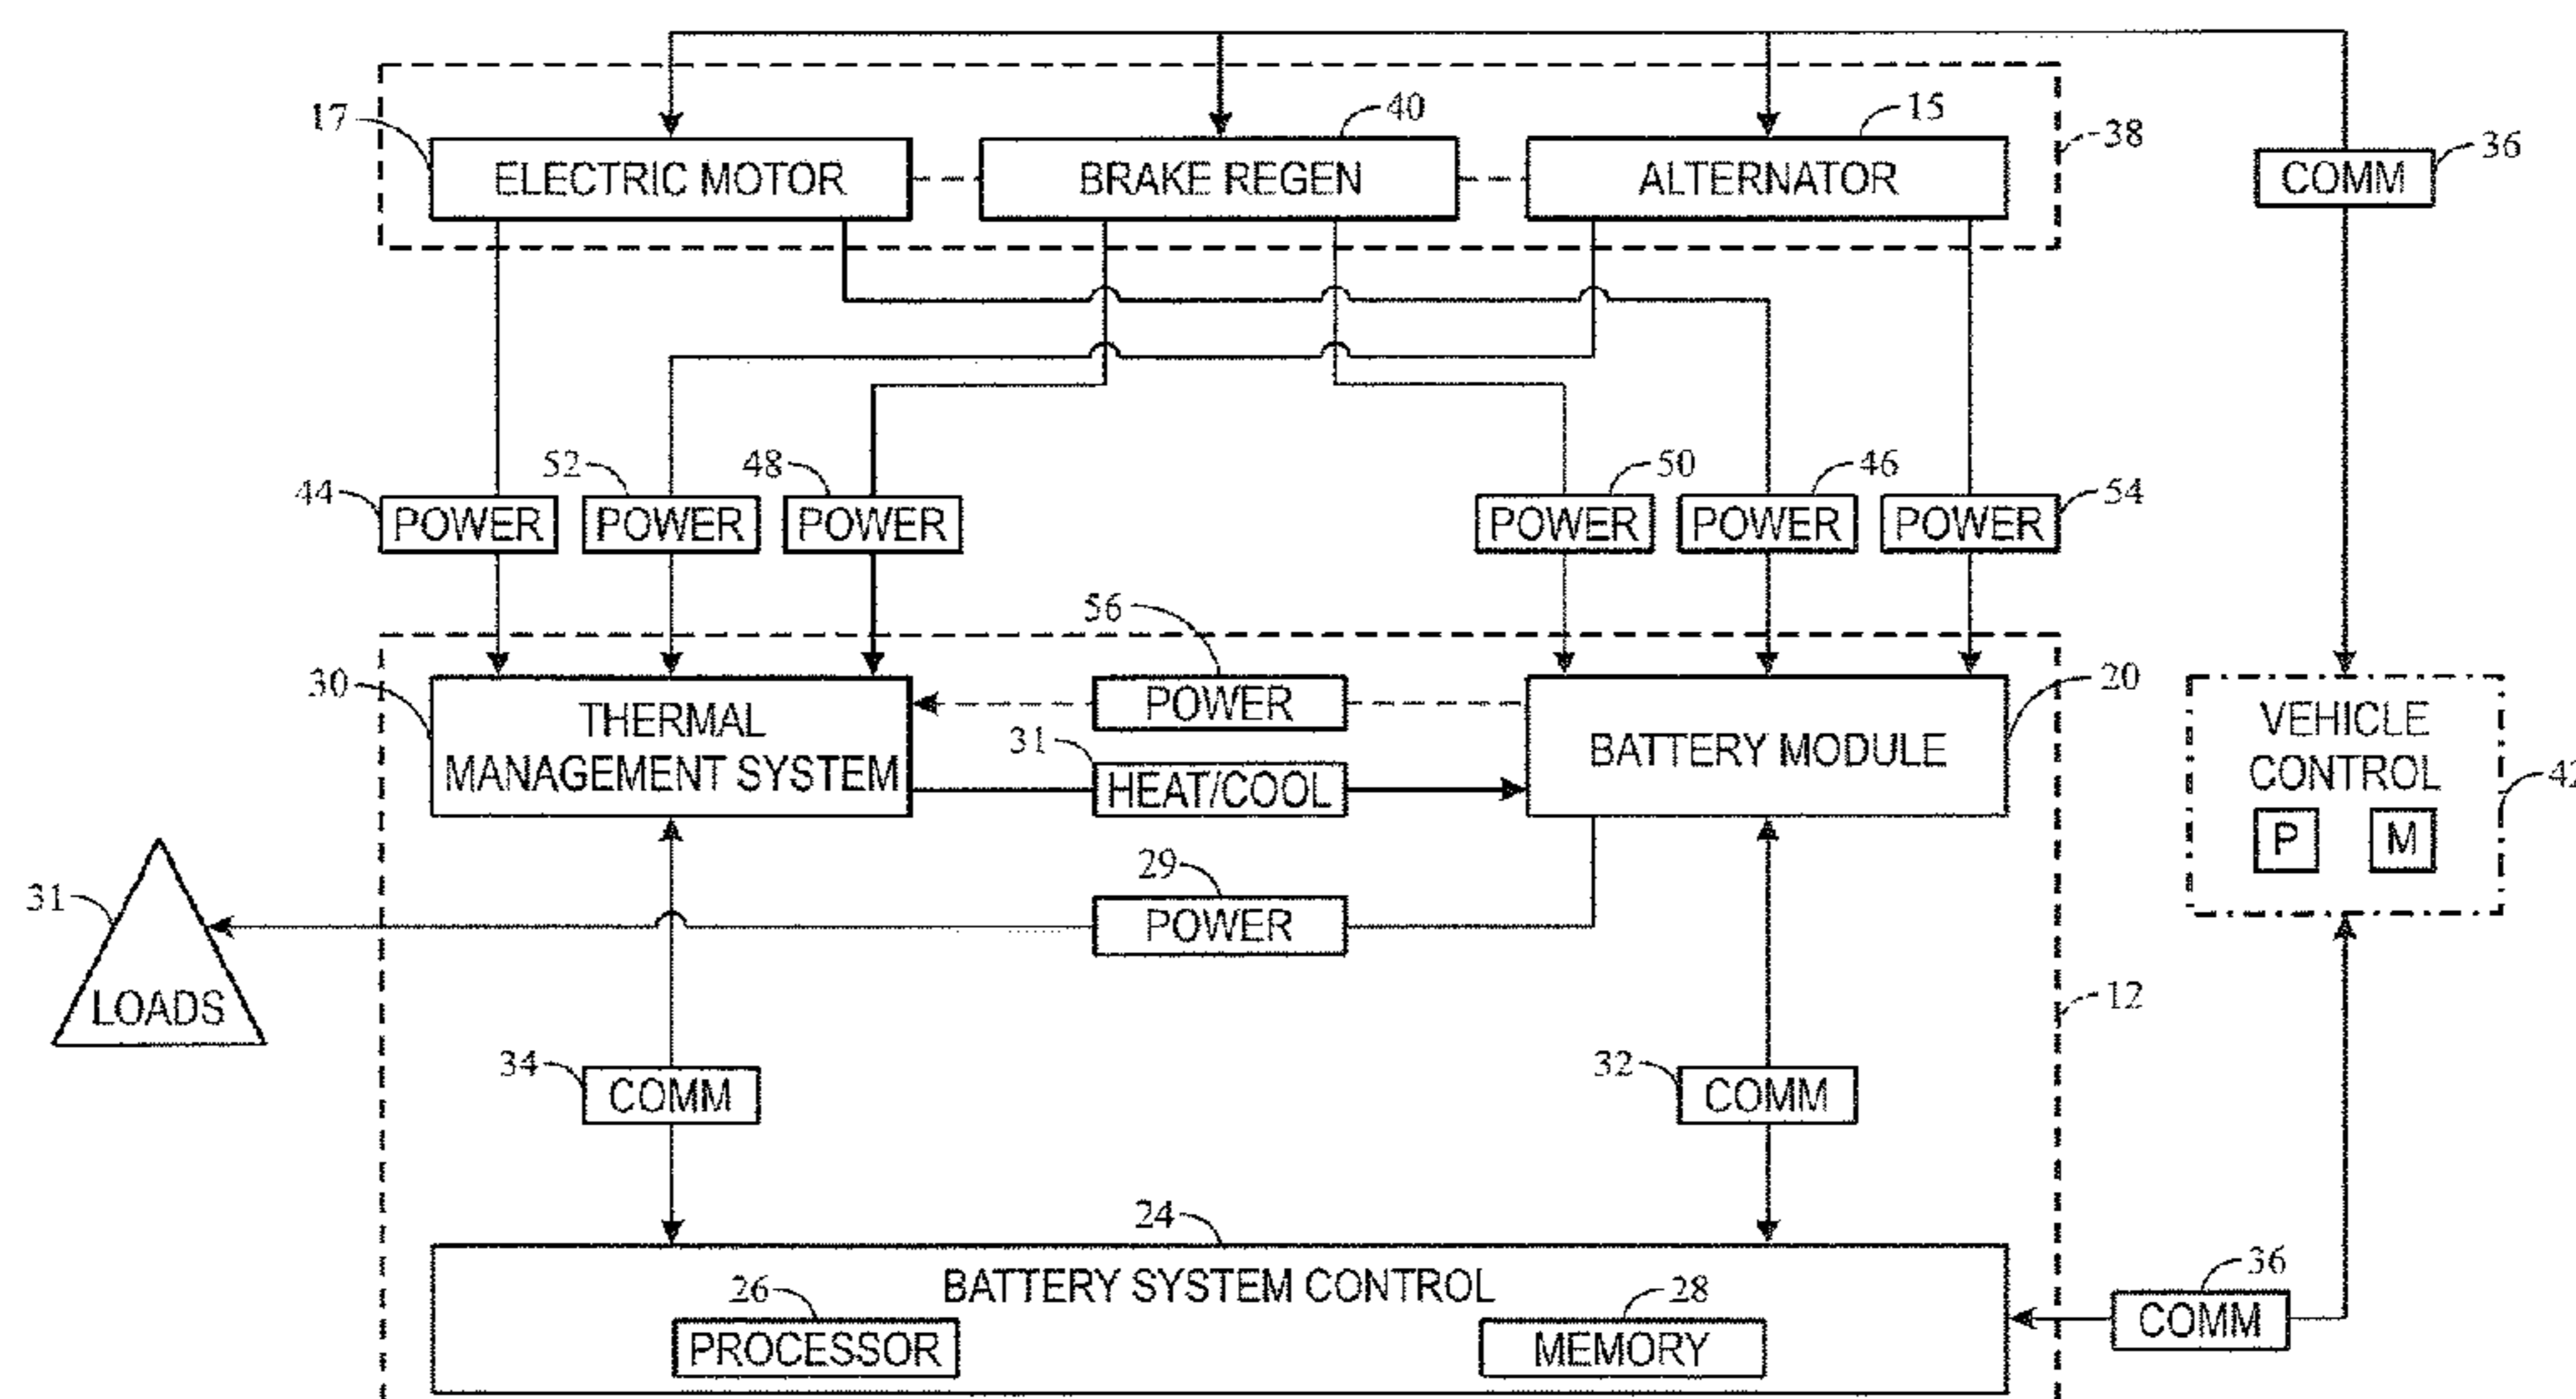 17
40
15
38
36
ELECTRIC MOTOR
BRAKE REGEN
ALTERNATOR
COMM
44
52
48
50
46
54
POWER
POWER
POWER
POWER
POWER
POWER
56
30
20
POWER
THERMAL
MANAGEMENT SYSTEM
31
HEAT/COOL
BATTERY MODULE
VEHICLE
CONTROL
P
M
42
31
29
POWER
LOADS
12
34
COMM
32
COMM
24
BATTERY SYSTEM CONTROL
26
PROCESSOR
28
MEMORY
36
COMM